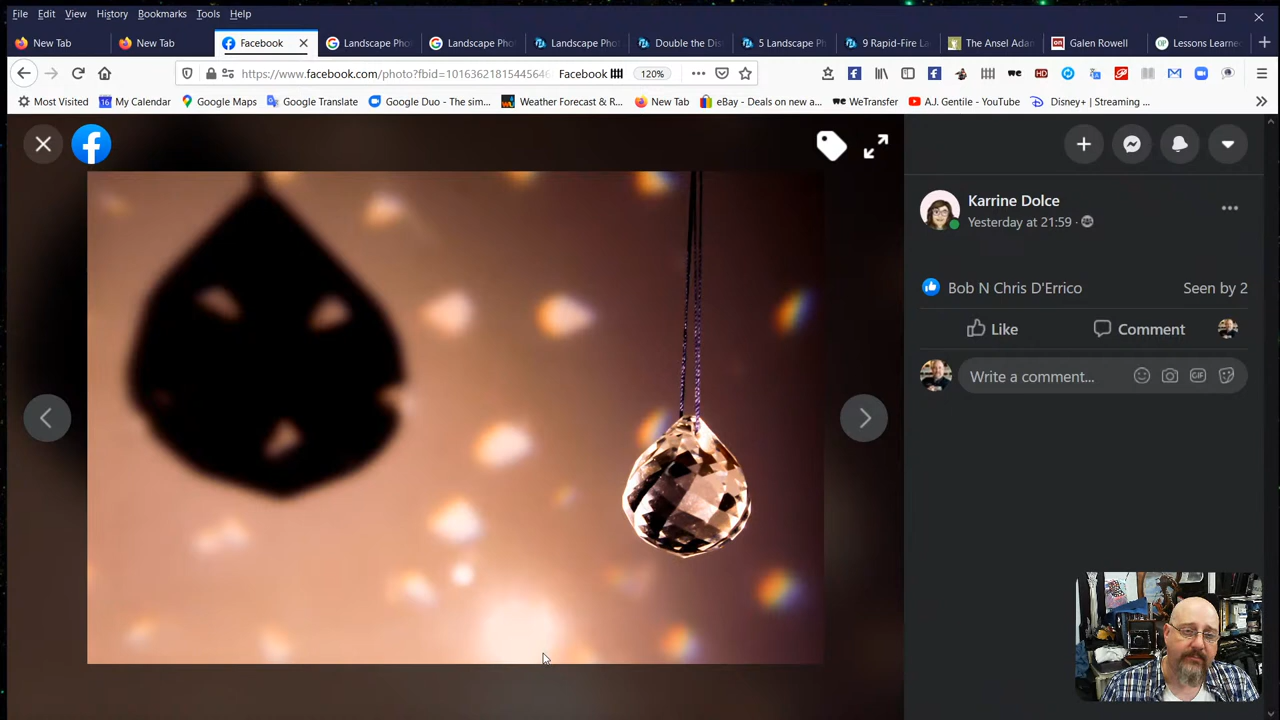 File Edit View History Bookmarks Tools Help
New Tab New Tab Facebook Landscape Pho Landscape Pho Landscape Pho Double the Dis 5 Landscape Ph 9 Rapid-Fire L The Ansel Adan Galen Rowell Lessons Learne
https://www.facebook.com/photo?fbid=10163621815445646 Facebook 120%
Most Visited My Calendar Google Maps Google Translate Google Duo - The sim... Weather Forecast & R... New Tab eBay - Deals on new a... WeTransfer A.J. Gentile - YouTube Disney+ | Streaming ...
Karrine Dolce
Yesterday at 21:59 ·
Bob N Chris D'Errico Seen by 2
Like Comment
Write a comment... GIF